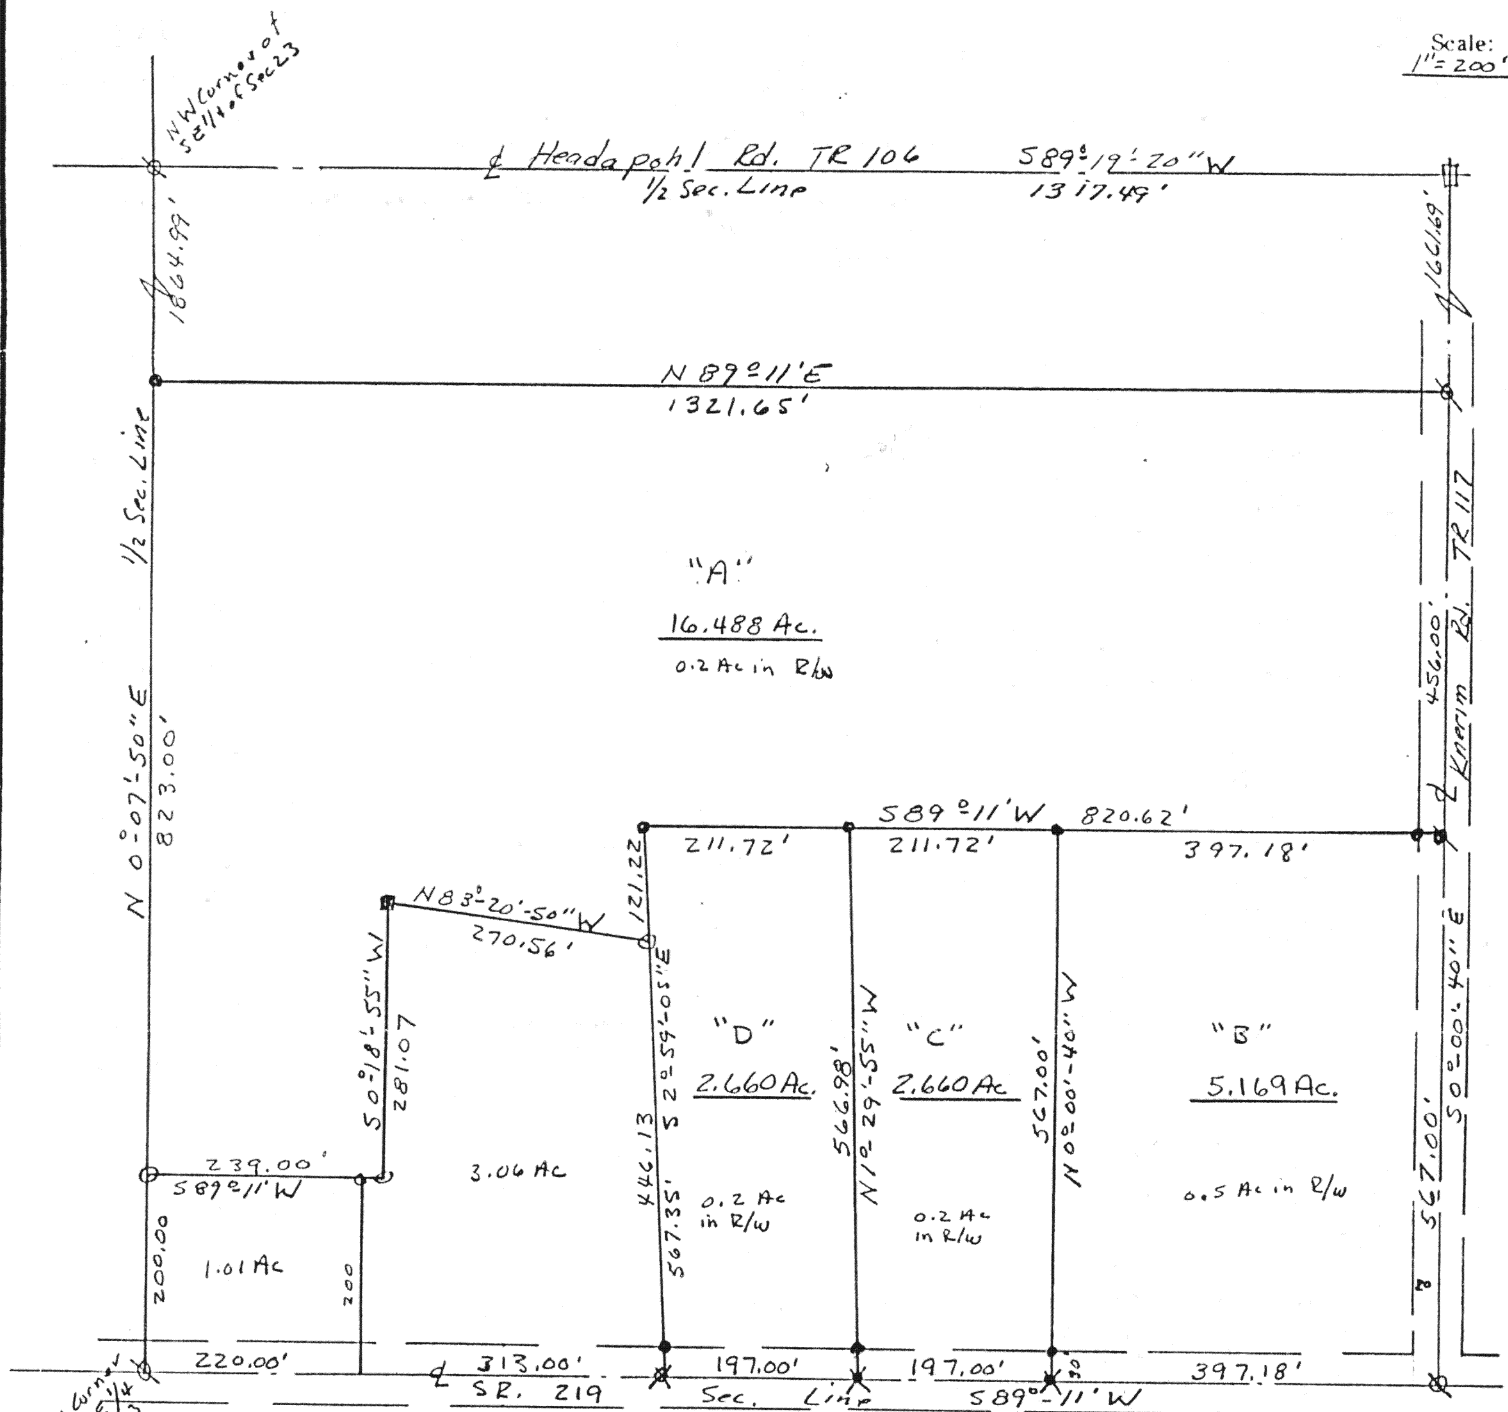 Scale:
1"= 200'
NW Corner of
SE 1/4 of Sec 23
℄ Headapohl Rd. TR 106
S89°-19'-20"W
1/2 Sec. Line
1317.49'
1864.99'
1661.69'
N 89°11'E
1321.65'
1/2 Sec. Line
N 0°-07'-50"E
823.00'
"A"
16.488 Ac.
0.2 Ac in R/w
456.00'
℄ Knerim Rd. TR 117
S89°11'W
820.62'
211.72'
211.72'
397.18'
121.22
N83°-20'-50"W
270.56'
S0°18'-55"W
281.07
S 2°-59'-05"E
446.13
567.35'
"D"
2.660 Ac.
0.2 Ac
in R/w
566.98'
N1°-29'-55"W
"C"
2.660 Ac
0.2 Ac
in R/w
567.00'
N0°00'-40"W
"B"
5.169 Ac.
0.5 Ac in R/w
S0°-00'-40"E
567.00'
239.00'
S89°11'W
3.06 Ac
200.00
1.01 Ac
200
220.00'
℄
313.00'
197.00'
197.00'
30'
397.18'
SR. 219
Sec. Line
S89°-11'W
Corner
1/4